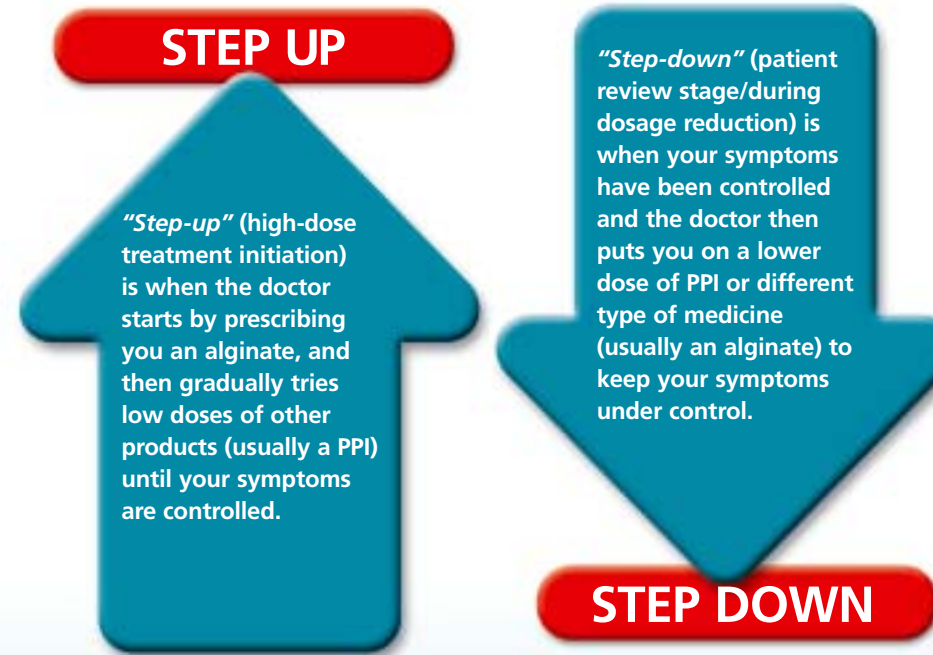 STEP UP
“Step-up” (high-dose
treatment initiation)
is when the doctor
starts by prescribing
you an alginate, and
then gradually tries
low doses of other
products (usually a PPI)
until your symptoms
are controlled.
“Step-down” (patient
review stage/during
dosage reduction) is
when your symptoms
have been controlled
and the doctor then
puts you on a lower
dose of PPI or different
type of medicine
(usually an alginate) to
keep your symptoms
under control.
STEP DOWN